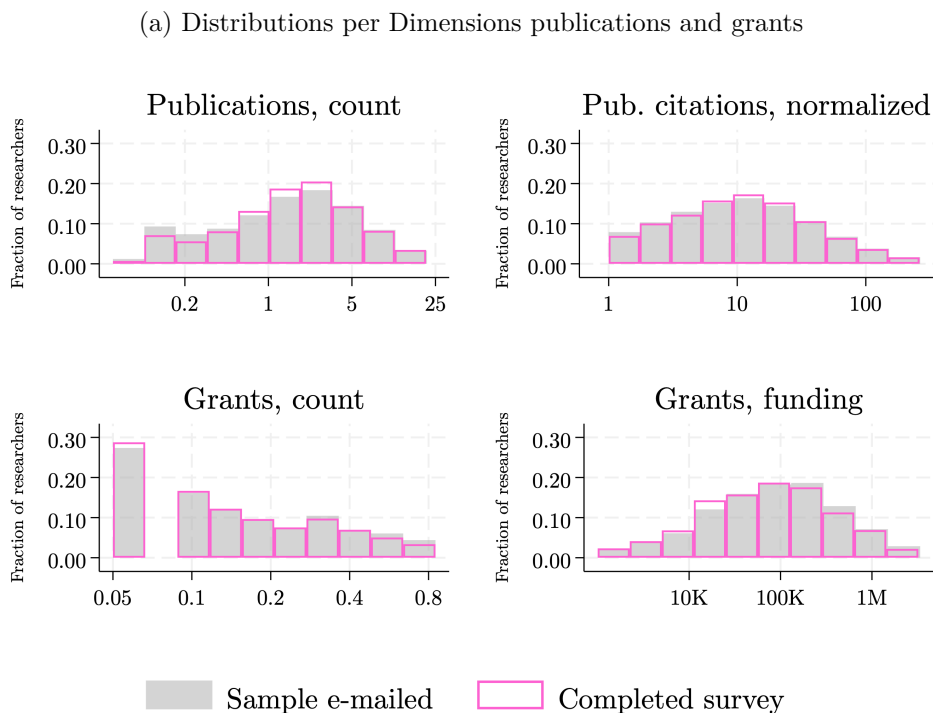 (a) Distributions per Dimensions publications and grants
Publications, count
Fraction of researchers
0.30
0.20
0.10
0.00
0.2 1 5 25
Pub. citations, normalized
Fraction of researchers
0.30
0.20
0.10
0.00
1 10 100
Grants, count
Fraction of researchers
0.30
0.20
0.10
0.00
0.05 0.1 0.2 0.4 0.8
Grants, funding
Fraction of researchers
0.30
0.20
0.10
0.00
10K 100K 1M
Sample e-mailed Completed survey